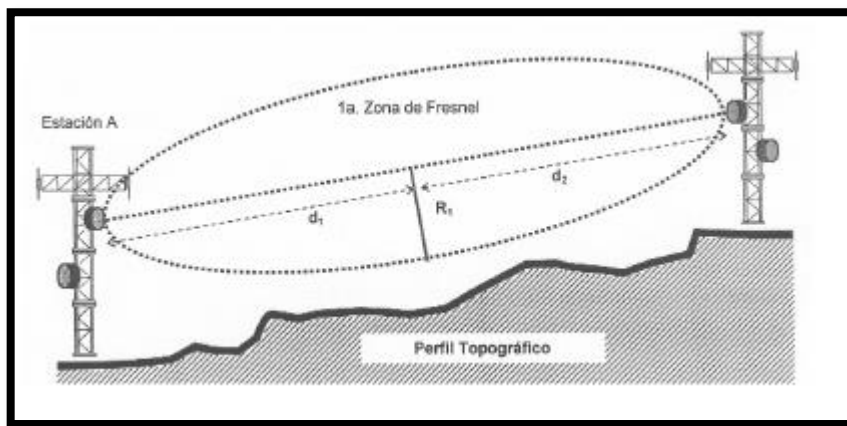 1a. Zona de Fresnel
Estación A
d₂
d₁
R₁
Perfil Topográfico